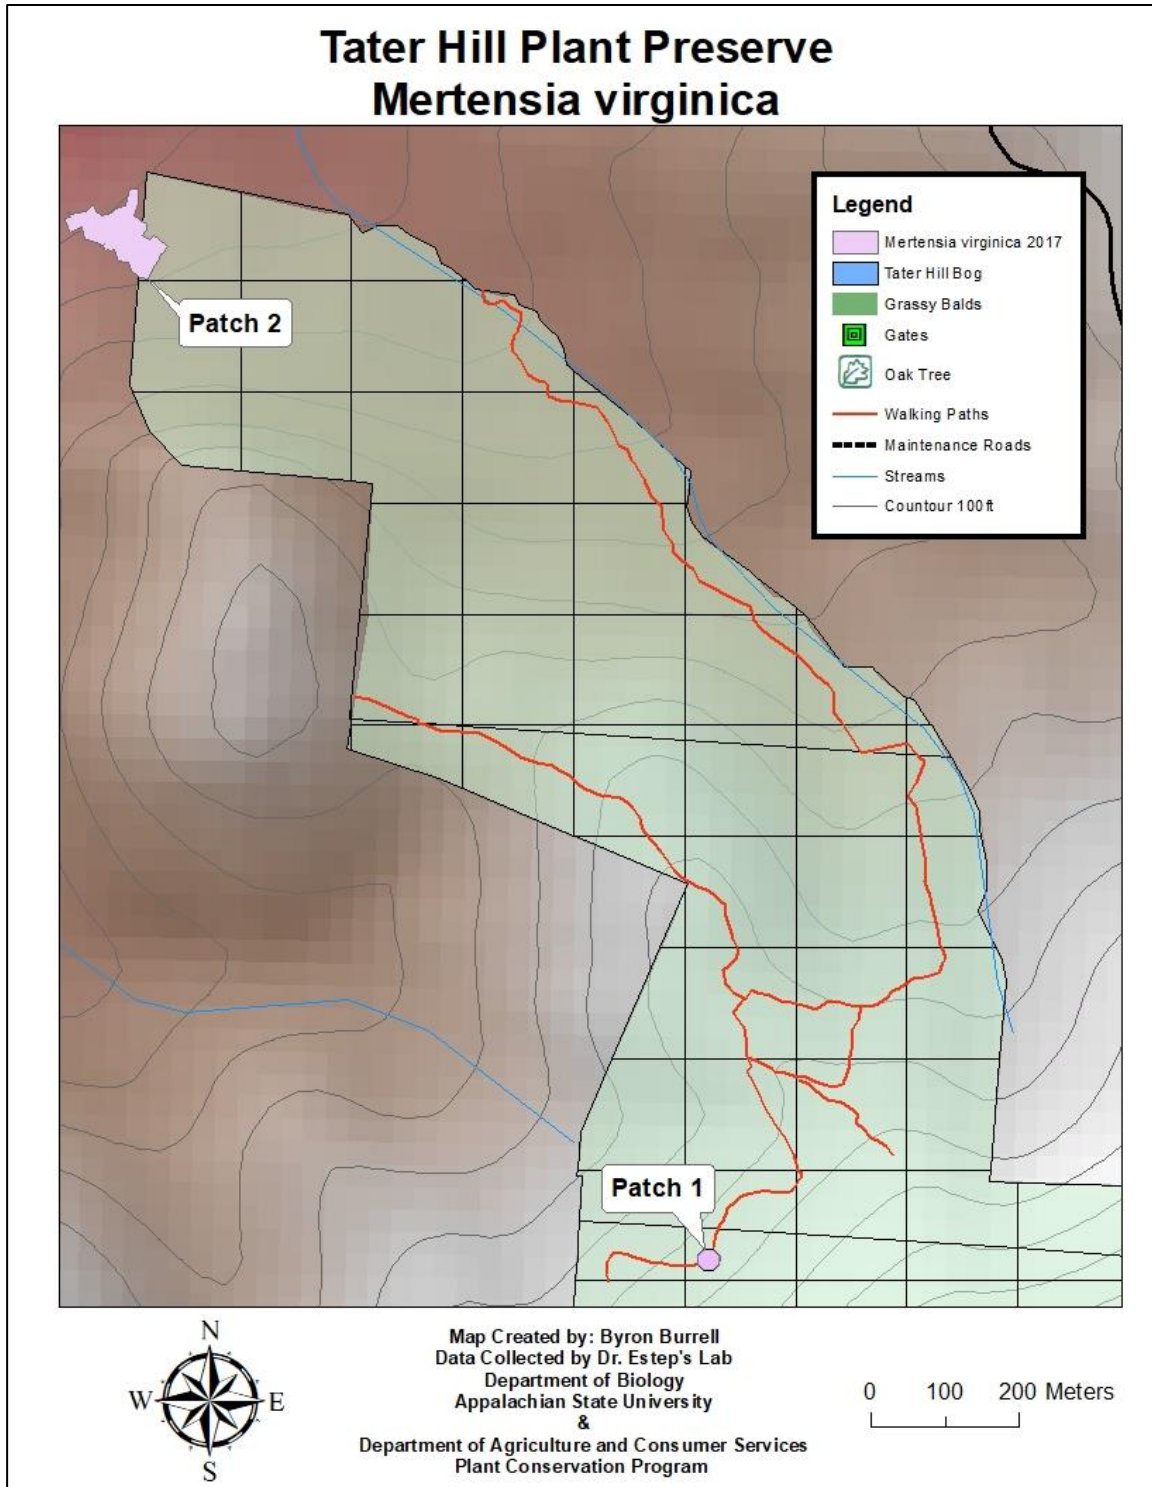 Tater Hill Plant Preserve
Mertensia virginica
Legend
Mertensia virginica 2017
Tater Hill Bog
Grassy Balds
Gates
Oak Tree
Walking Paths
Maintenance Roads
Streams
Countour 100ft
Patch 2
Patch 1
N
W E
S
Map Created by: Byron Burrell
Data Collected by Dr. Estep's Lab
Department of Biology
Appalachian State University
&
Department of Agriculture and Consumer Services
Plant Conservation Program
0 100 200 Meters